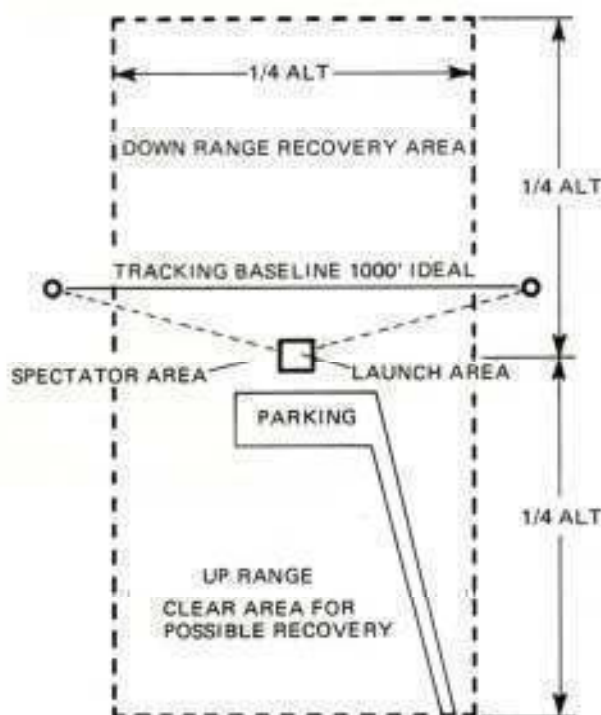 1/4 ALT
DOWN RANGE RECOVERY AREA
1/4 ALT
TRACKING BASELINE 1000' IDEAL
SPECTATOR AREA
LAUNCH AREA
PARKING
1/4 ALT
UP RANGE
CLEAR AREA FOR
POSSIBLE RECOVERY